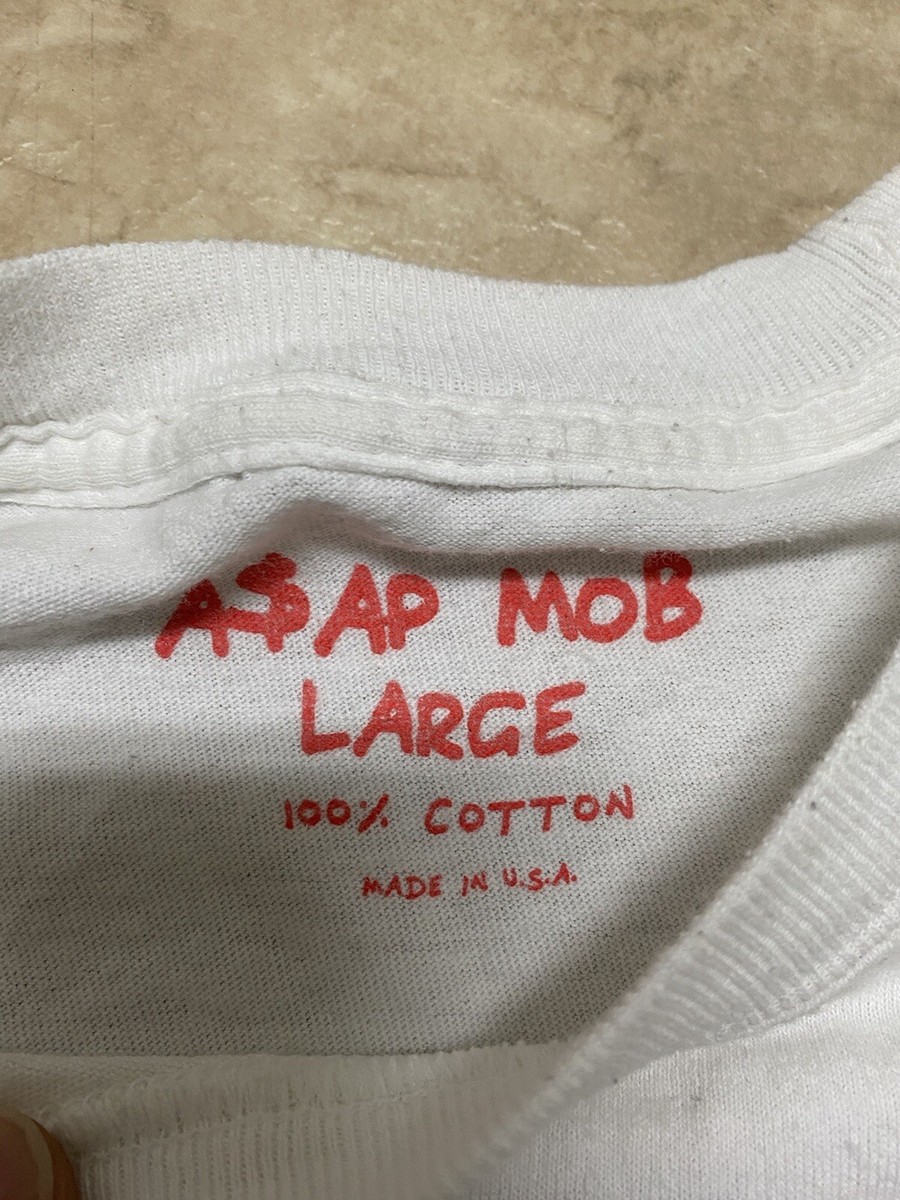 A$AP MOB
LARGE
100% COTTON
MADE IN U.S.A.